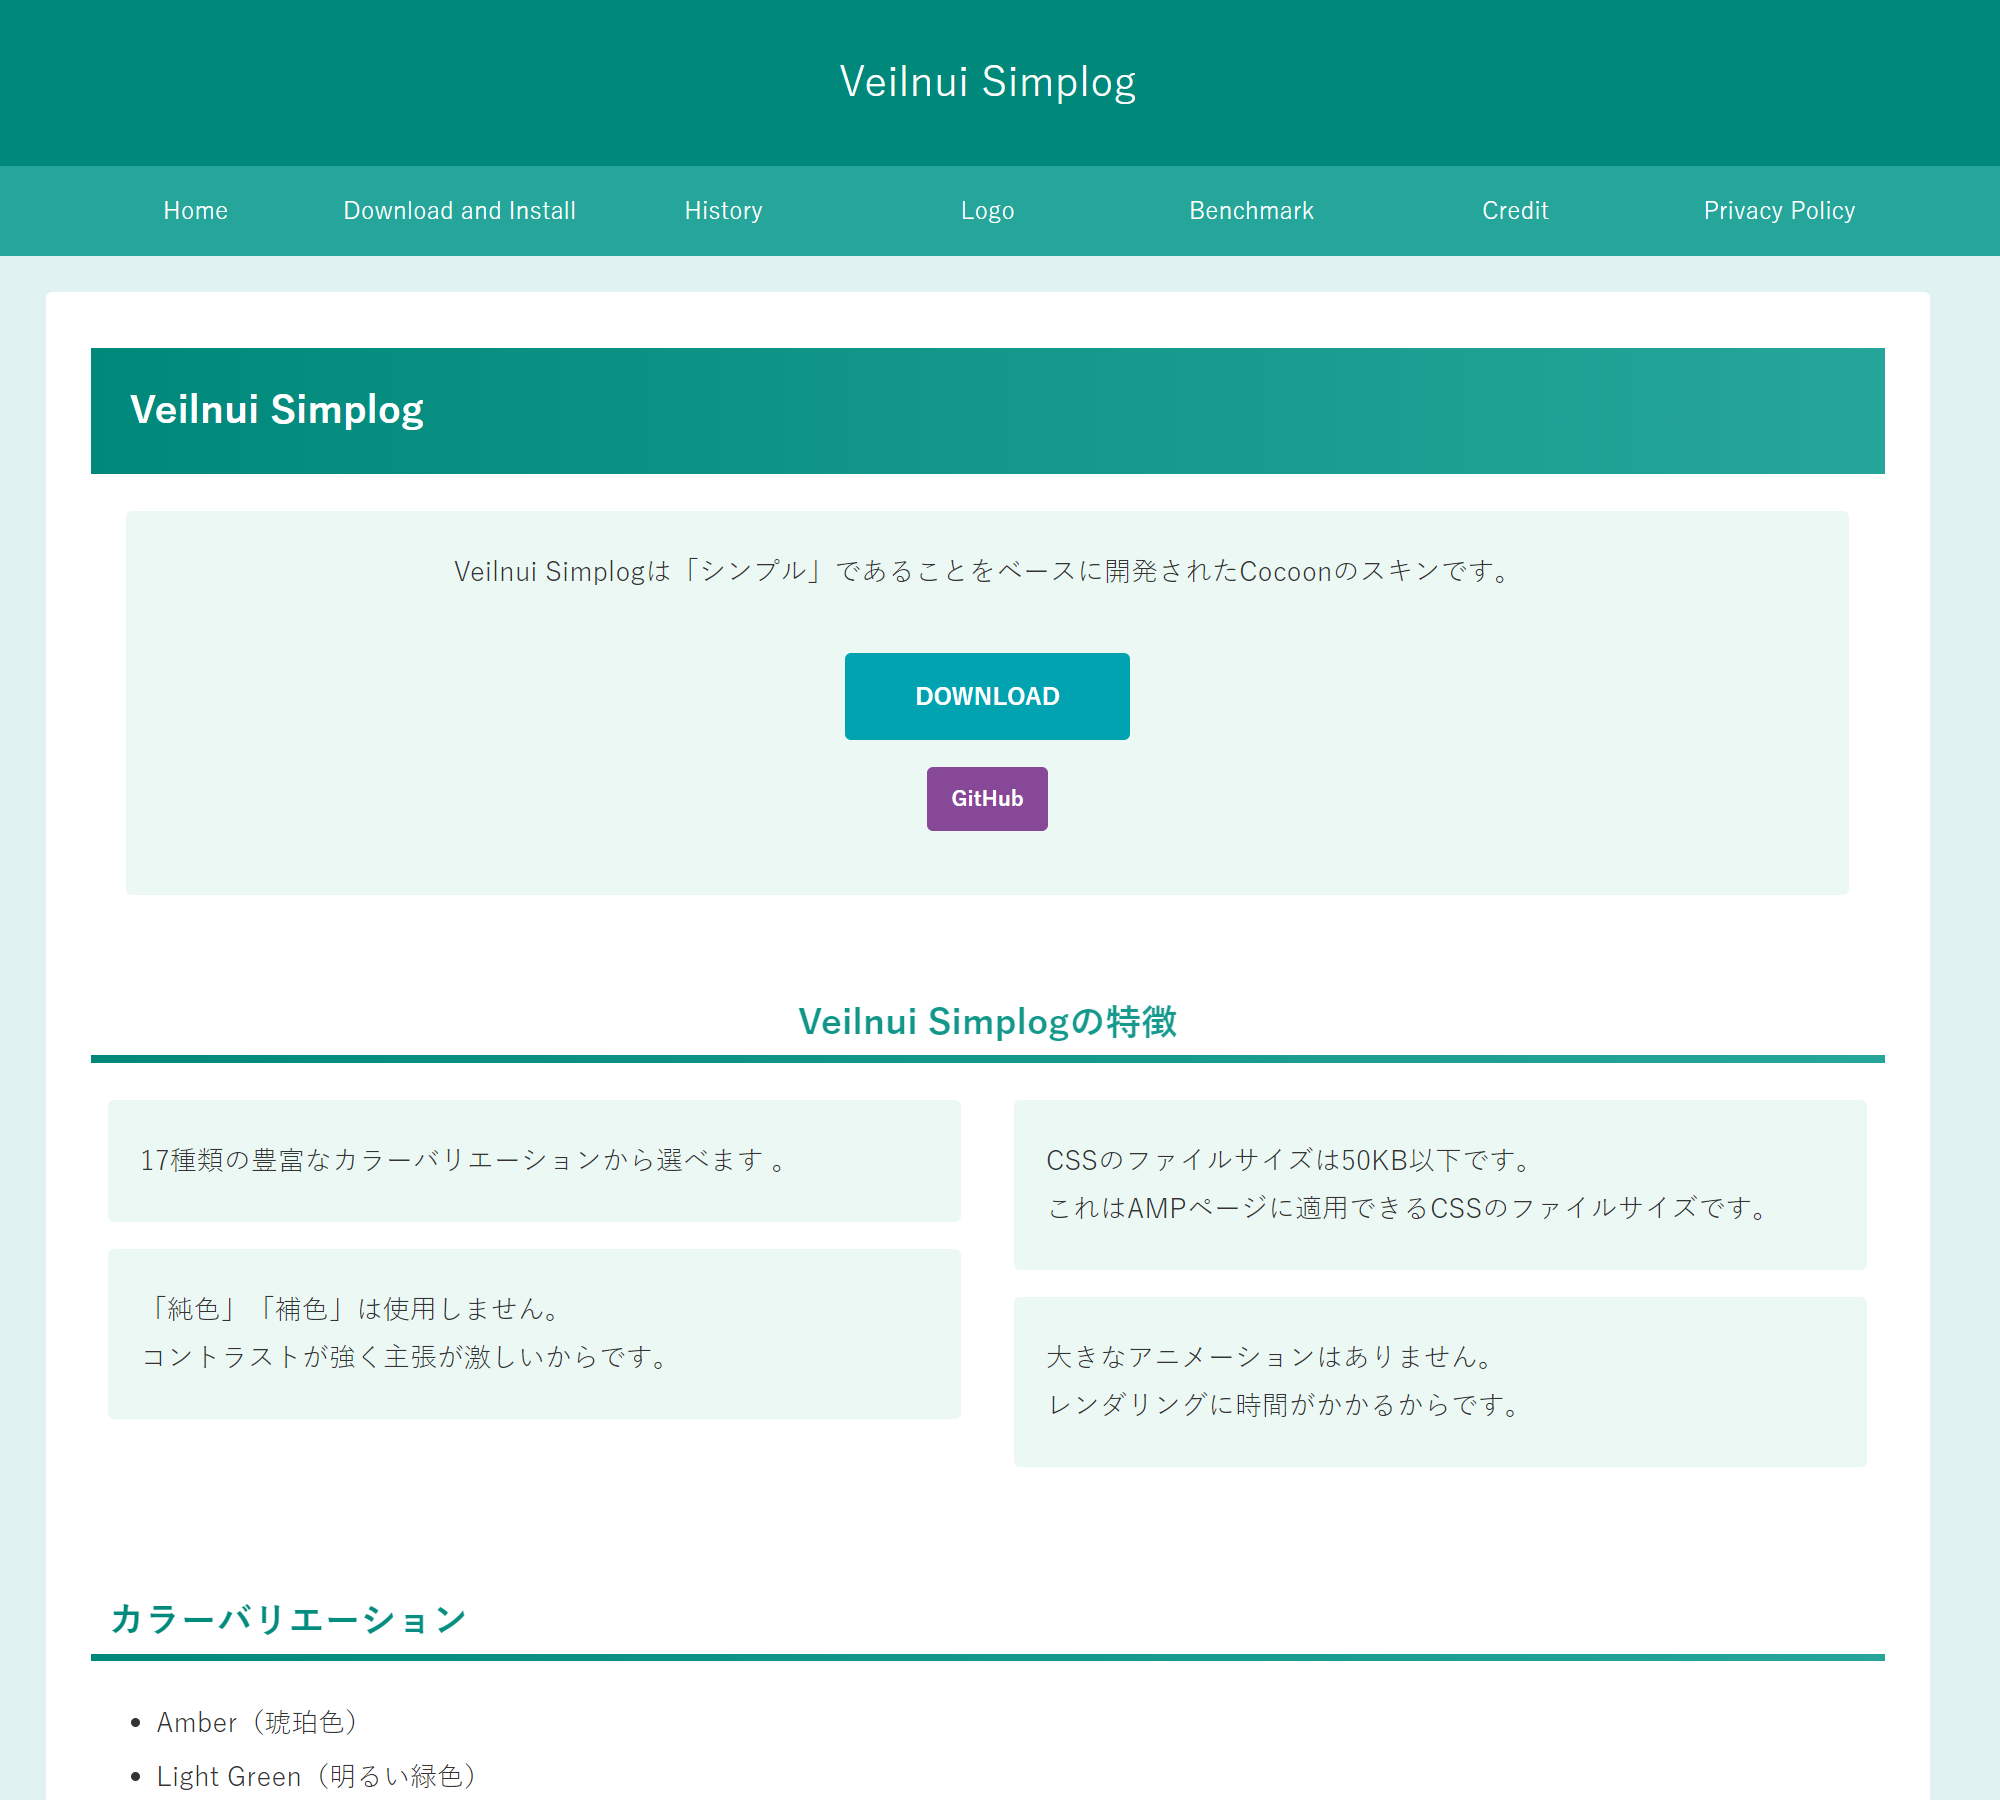 Veilnui Simplog
Home
Download and Install
History
Logo
Benchmark
Credit
Privacy Policy
Veilnui Simplog
Veilnui Simplogは「シンプル」であることをベースに開発されたCocoonのスキンです。
DOWNLOAD
GitHub
Veilnui Simplogの特徴
17種類の豊富なカラーバリエーションから選べます 。
「純色」「補色」は使用しません。
コントラストが強く主張が激しいからです。
CSSのファイルサイズは50KB以下です。
これはAMPページに適用できるCSSのファイルサイズです。
大きなアニメーションはありません。
レンダリングに時間がかかるからです。
カラーバリエーション
• Amber（琥珀色）
• Light Green（明るい緑色）